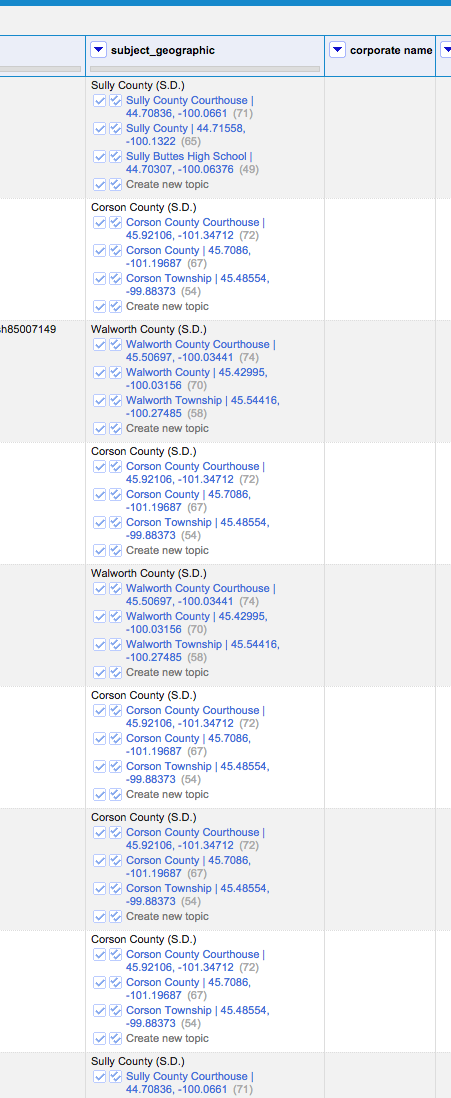 subject_geographic
corporate name
Sully County (S.D.)
Sully County Courthouse |
44.70836, -100.0661 (71)
Sully County | 44.71558,
-100.1322 (65)
Sully Buttes High School |
44.70307, -100.06376 (49)
Create new topic
Corson County (S.D.)
Corson County Courthouse |
45.92106, -101.34712 (72)
Corson County | 45.7086,
-101.19687 (67)
Corson Township | 45.48554,
-99.88373 (54)
Create new topic
sh85007149
Walworth County (S.D.)
Walworth County Courthouse |
45.50697, -100.03441 (74)
Walworth County | 45.42995,
-100.03156 (70)
Walworth Township | 45.54416,
-100.27485 (58)
Create new topic
Corson County (S.D.)
Corson County Courthouse |
45.92106, -101.34712 (72)
Corson County | 45.7086,
-101.19687 (67)
Corson Township | 45.48554,
-99.88373 (54)
Create new topic
Walworth County (S.D.)
Walworth County Courthouse |
45.50697, -100.03441 (74)
Walworth County | 45.42995,
-100.03156 (70)
Walworth Township | 45.54416,
-100.27485 (58)
Create new topic
Corson County (S.D.)
Corson County Courthouse |
45.92106, -101.34712 (72)
Corson County | 45.7086,
-101.19687 (67)
Corson Township | 45.48554,
-99.88373 (54)
Create new topic
Corson County (S.D.)
Corson County Courthouse |
45.92106, -101.34712 (72)
Corson County | 45.7086,
-101.19687 (67)
Corson Township | 45.48554,
-99.88373 (54)
Create new topic
Corson County (S.D.)
Corson County Courthouse |
45.92106, -101.34712 (72)
Corson County | 45.7086,
-101.19687 (67)
Corson Township | 45.48554,
-99.88373 (54)
Create new topic
Sully County (S.D.)
Sully County Courthouse |
44.70836, -100.0661 (71)